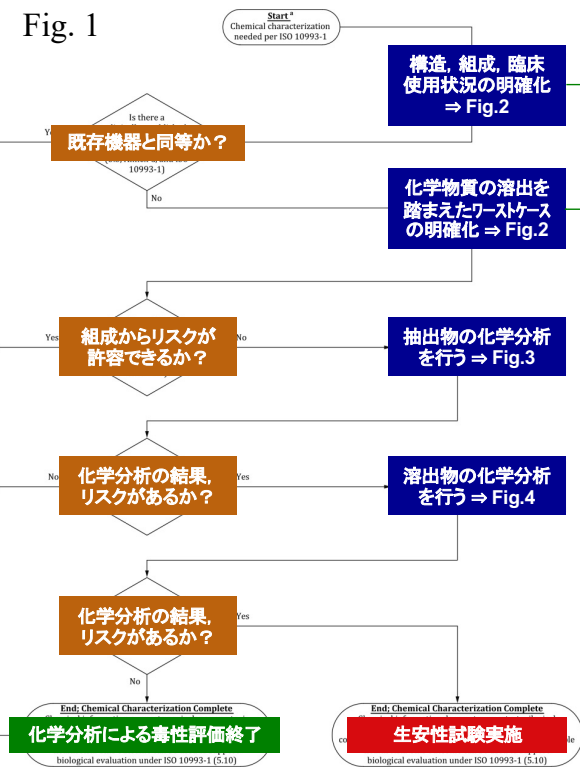 Fig. 1
Start a
Chemical characterization
needed per ISO 10993-1
構造，組成，臨床
使用状況の明確化
⇒ Fig.2
Is there a
既存機器と同等か？
10993-1)
No
化学物質の溶出を
踏まえたワーストケース
の明確化 ⇒ Fig.2
Yes
組成からリスクが
許容できるか？
No
抽出物の化学分析
を行う ⇒ Fig.3
No
化学分析の結果，
リスクがあるか？
Yes
溶出物の化学分析
を行う ⇒ Fig.4
化学分析の結果，
リスクがあるか？
Yes
No
End; Chemical Characterization Complete
化学分析による毒性評価終了
biological evaluation under ISO 10993-1 (5.10)
End; Chemical Characterization Complete
生安性試験実施
biological evaluation under ISO 10993-1 (5.10)